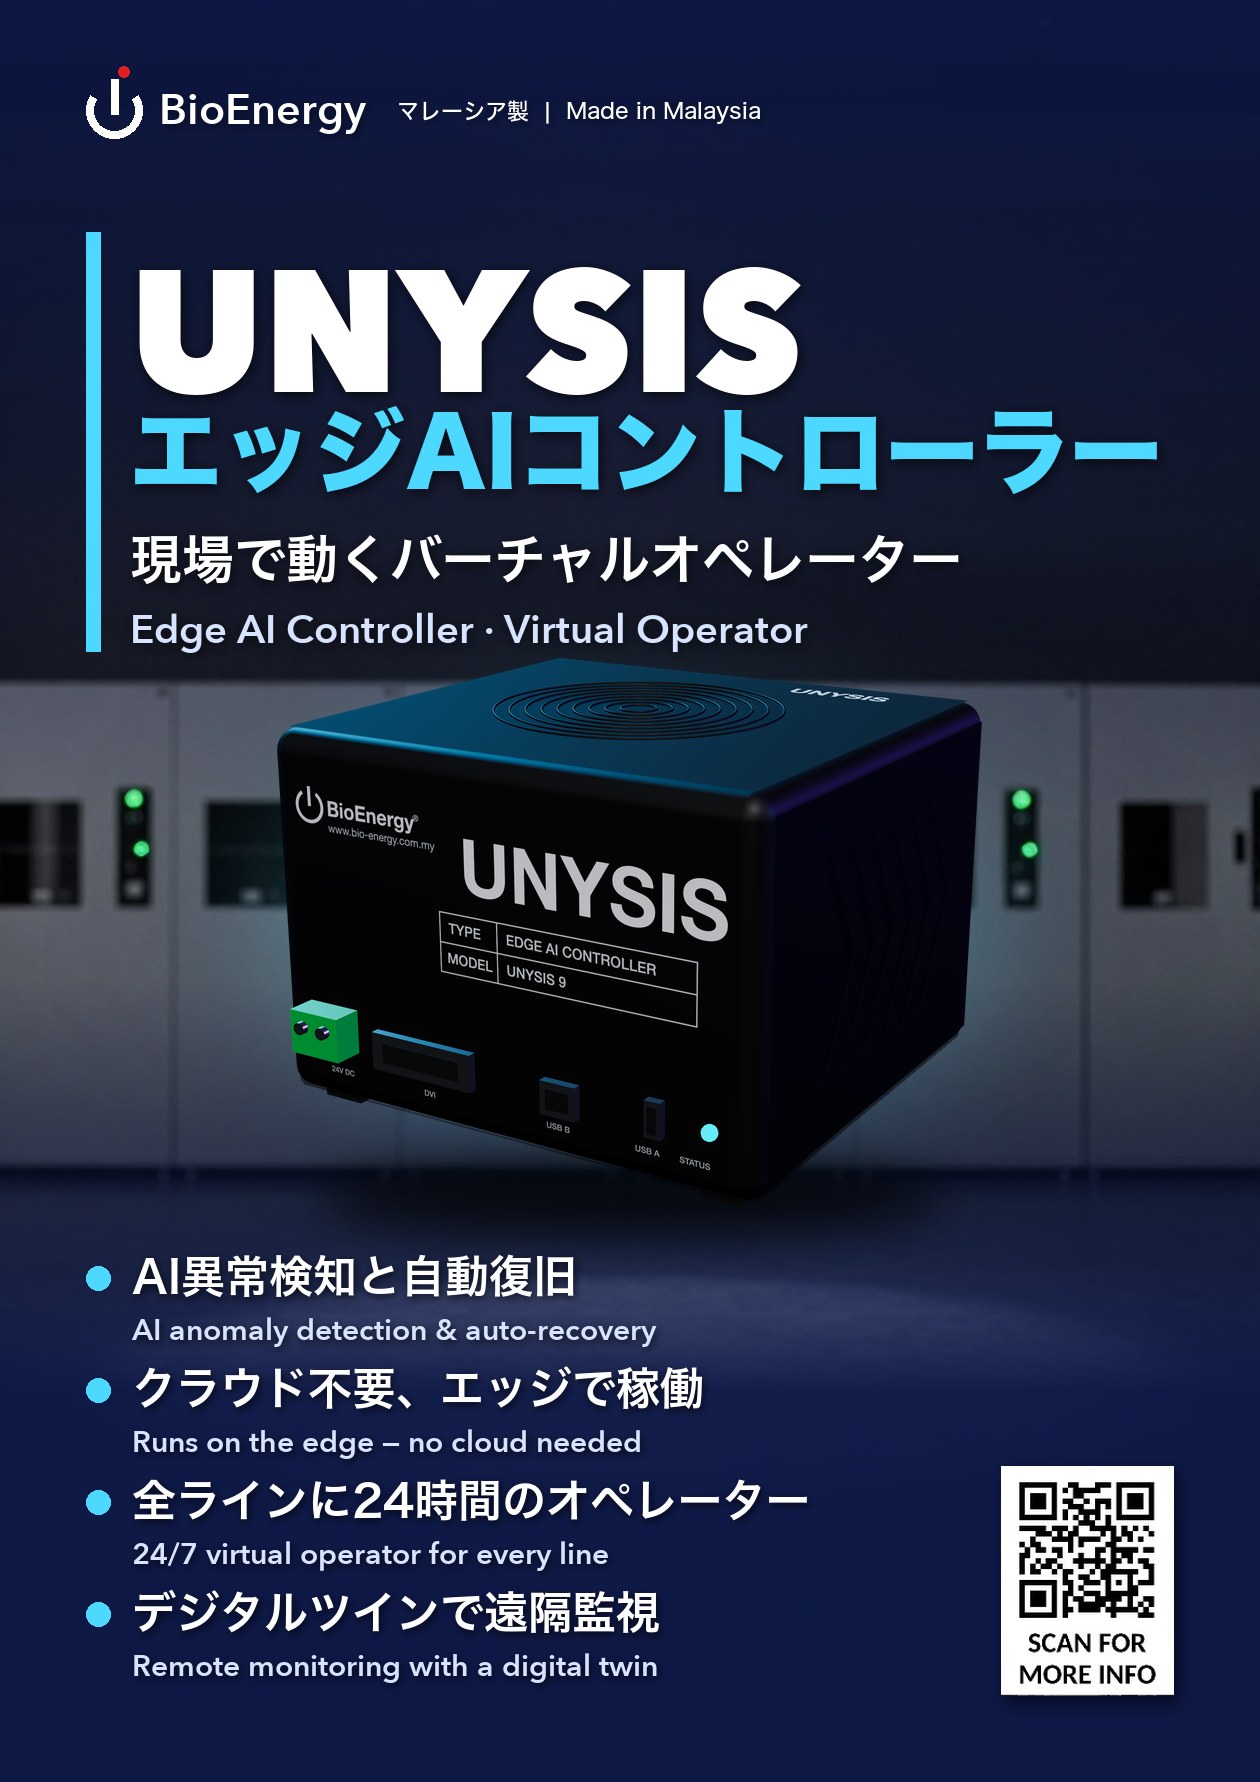 BioEnergy マレーシア製 | Made in Malaysia
UNYSIS
エッジAIコントローラー
現場で動くバーチャルオペレーター
Edge AI Controller · Virtual Operator
UNYSIS
BioEnergy®
www.bio-energy.com.my
UNYSIS
TYPE EDGE AI CONTROLLER
MODEL UNYSIS 9
24V DC
DVI
USB B
USB A
STATUS
AI異常検知と自動復旧
AI anomaly detection & auto-recovery
クラウド不要、エッジで稼働
Runs on the edge – no cloud needed
全ラインに24時間のオペレーター
24/7 virtual operator for every line
デジタルツインで遠隔監視
Remote monitoring with a digital twin
SCAN FOR
MORE INFO